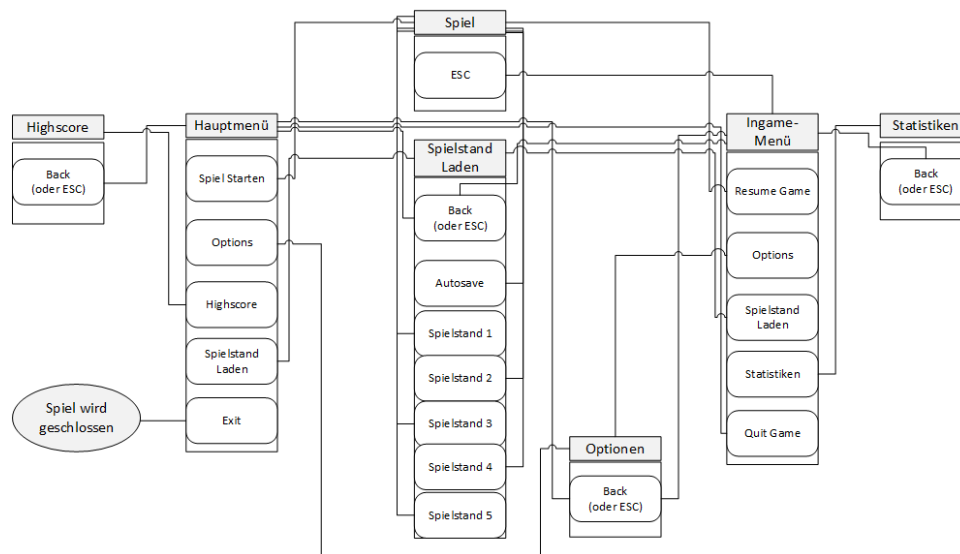 Spiel
ESC
Highscore
Back
(oder ESC)
Hauptmenü
Spiel Starten
Options
Highscore
Spielstand
Laden
Exit
Spiel wird
geschlossen
Spielstand
Laden
Back
(oder ESC)
Autosave
Spielstand 1
Spielstand 2
Spielstand 3
Spielstand 4
Spielstand 5
Optionen
Back
(oder ESC)
Ingame-
Menü
Resume Game
Options
Spielstand
Laden
Statistiken
Quit Game
Statistiken
Back
(oder ESC)